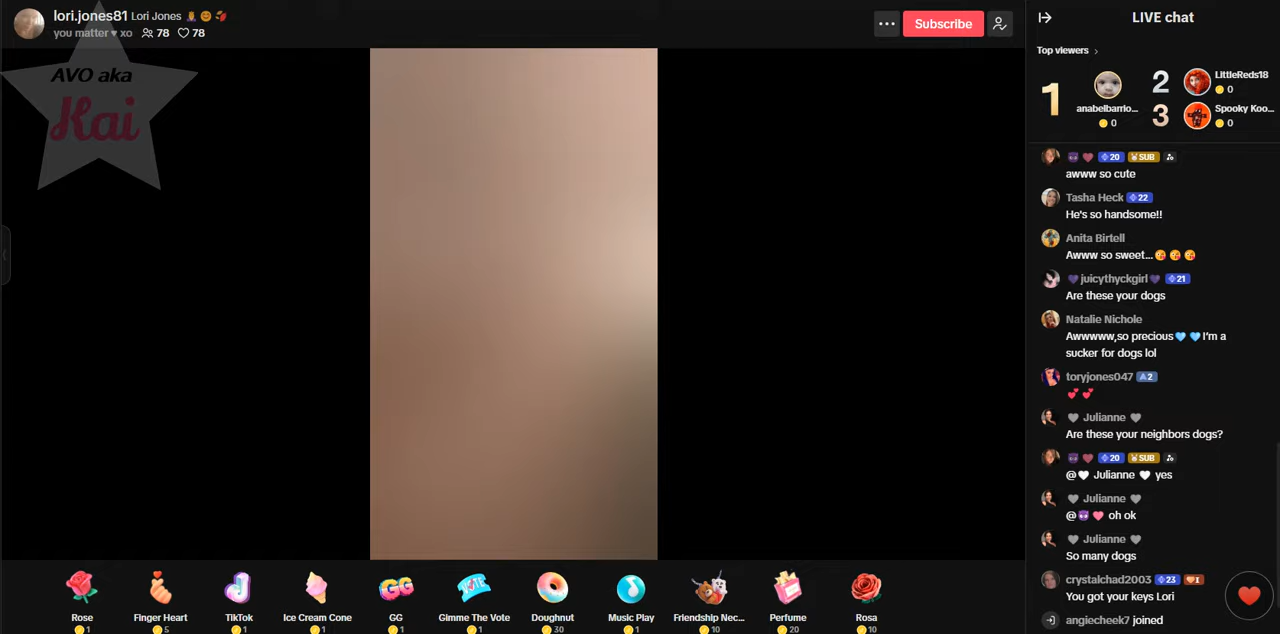 lori.jones81 Lori Jones
you matter ♥ xo 78 78
Subscribe
AVO aka
Kai
LIVE chat
Top viewers >
1
anabelbarrio...
0
2
LittleReds18
0
3
Spooky Koo...
0
20 SUB
awww so cute
Tasha Heck 22
He's so handsome!!
Anita Birtell
Awww so sweet...😘😘😘
💜juicythyckgirl💜 21
Are these your dogs
Natalie Nichole
Awwwww,so precious🩵🩵I'm a
sucker for dogs lol
toryjones047 2
💕💕
🤍 Julianne 🤍
Are these your neighbors dogs?
20 SUB
@🤍 Julianne 🤍 yes
🤍 Julianne 🤍
@😈❤️ oh ok
🤍 Julianne 🤍
So many dogs
crystalchad2003 23 I
You got your keys Lori
angiecheek7 joined
Rose
1
Finger Heart
5
TikTok
1
Ice Cream Cone
1
GG
GG
1
VOTE
Gimme The Vote
1
Doughnut
30
Music Play
1
Friendship Nec...
10
Perfume
20
Rosa
10